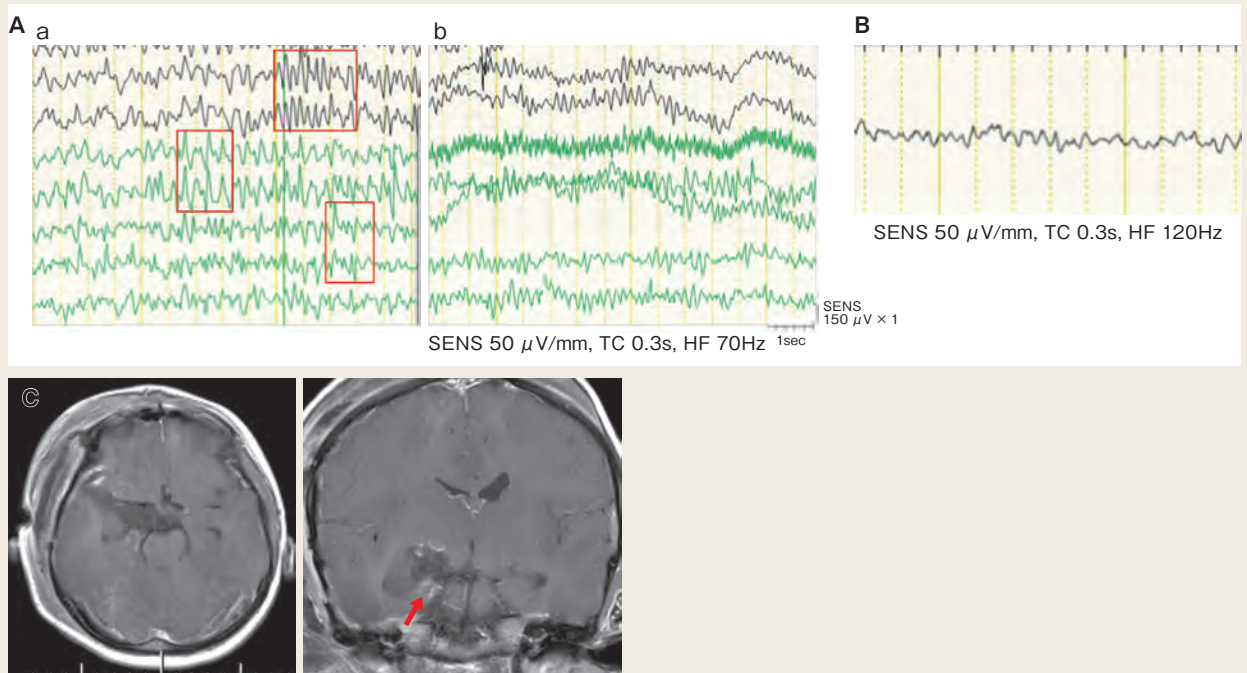 A
a
b
B
SENS 50 μV/mm, TC 0.3s, HF 120Hz
SENS
150 μV × 1
1sec
SENS 50 μV/mm, TC 0.3s, HF 70Hz
C